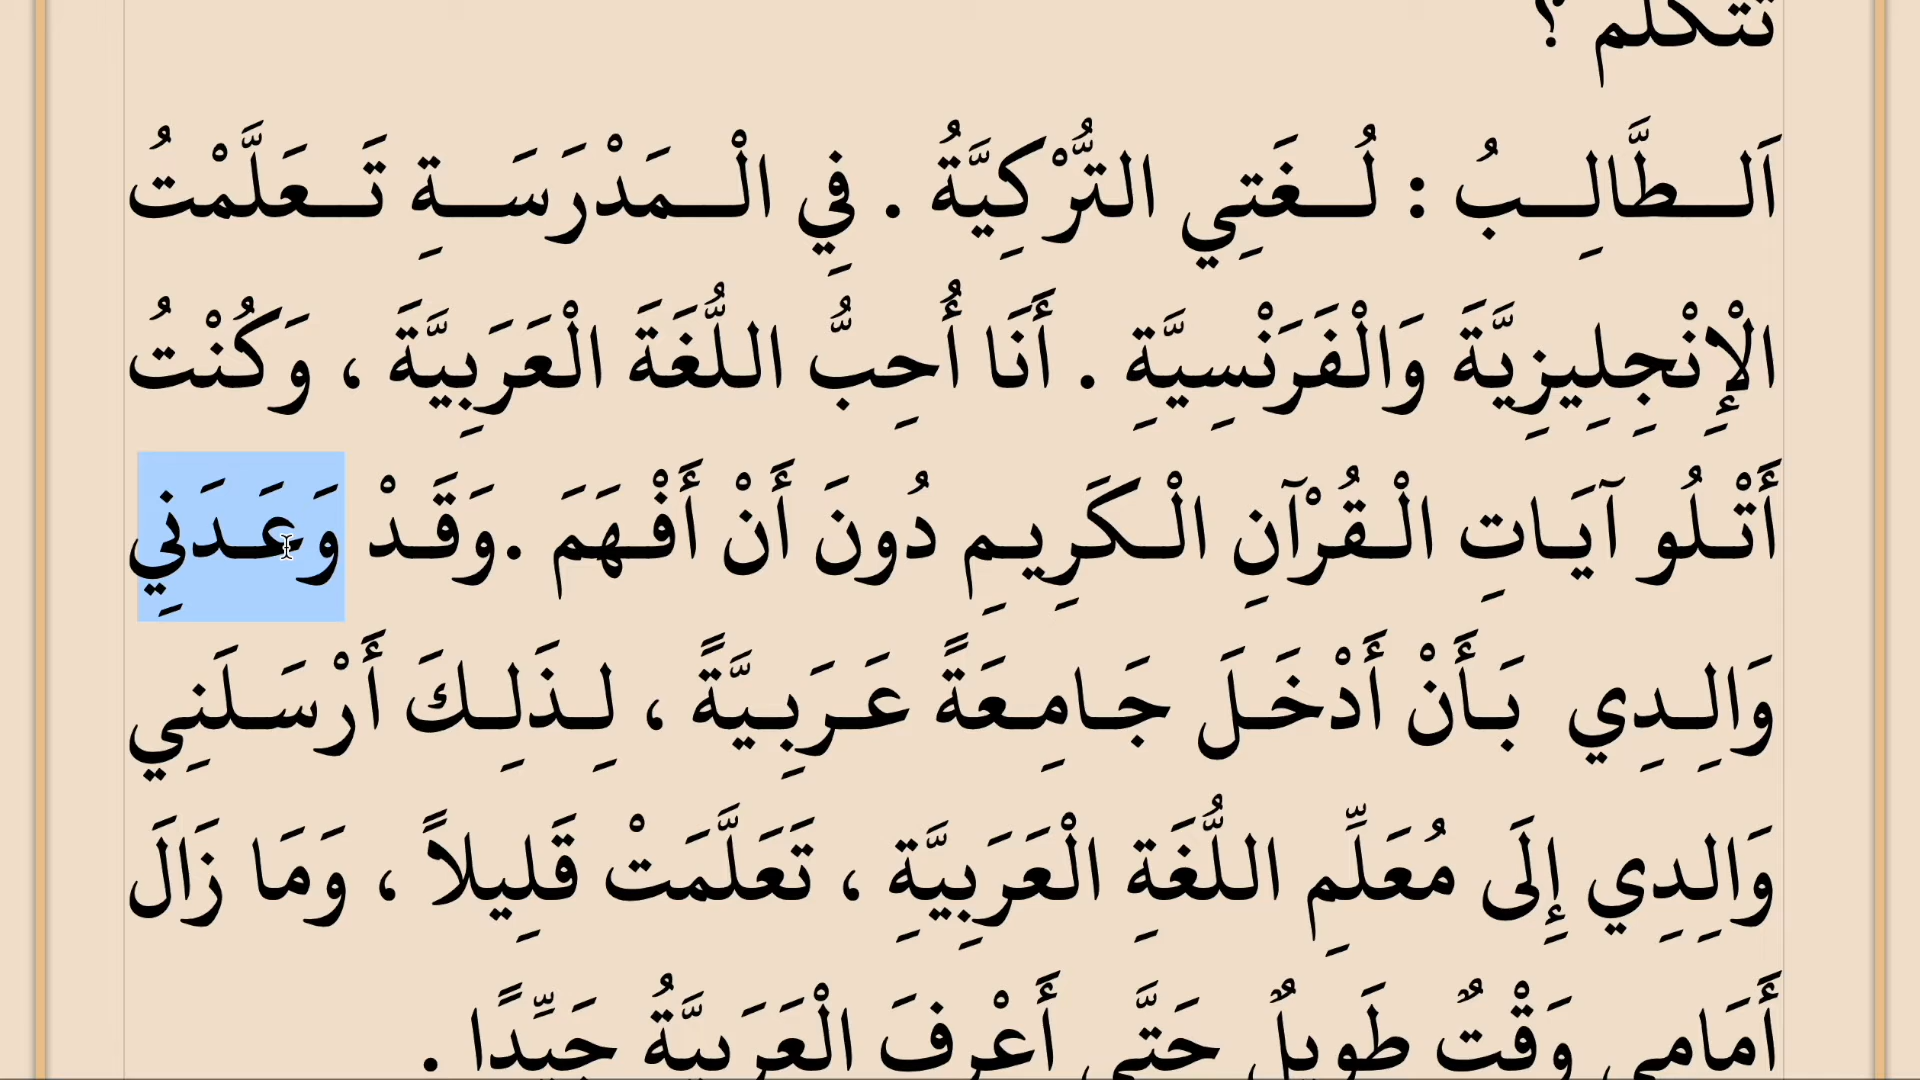 تتكلم ؟
اَلطَّالِبُ : لُغَتِي التُّرْكِيَّةُ . فِي الْمَدْرَسَةِ تَعَلَّمْتُ
الْإِنْجِلِيزِيَّةَ وَالْفَرَنْسِيَّةِ . أَنَا أُحِبُّ اللُّغَةَ الْعَرَبِيَّةَ ، وَكُنْتُ
أَتْلُو آيَاتِ الْقُرْآنِ الْكَرِيمِ دُونَ أَنْ أَفْهَمَ .وَقَدْ وَعَدَنِي
وَالِدِي بَأَنْ أَدْخَلَ جَامِعَةً عَرَبِيَّةً ، لِذَلِكَ أَرْسَلَنِي
وَالِدِي إِلَى مُعَلِّمِ اللُّغَةِ الْعَرَبِيَّةِ ، تَعَلَّمَتْ قَلِيلاً ، وَمَا زَالَ
أَمَامِي وَقْتٌ طَوِيلٌ حَتَّى أَعْرِفَ الْعَرَبِيَّةُ جَيِّدًا .